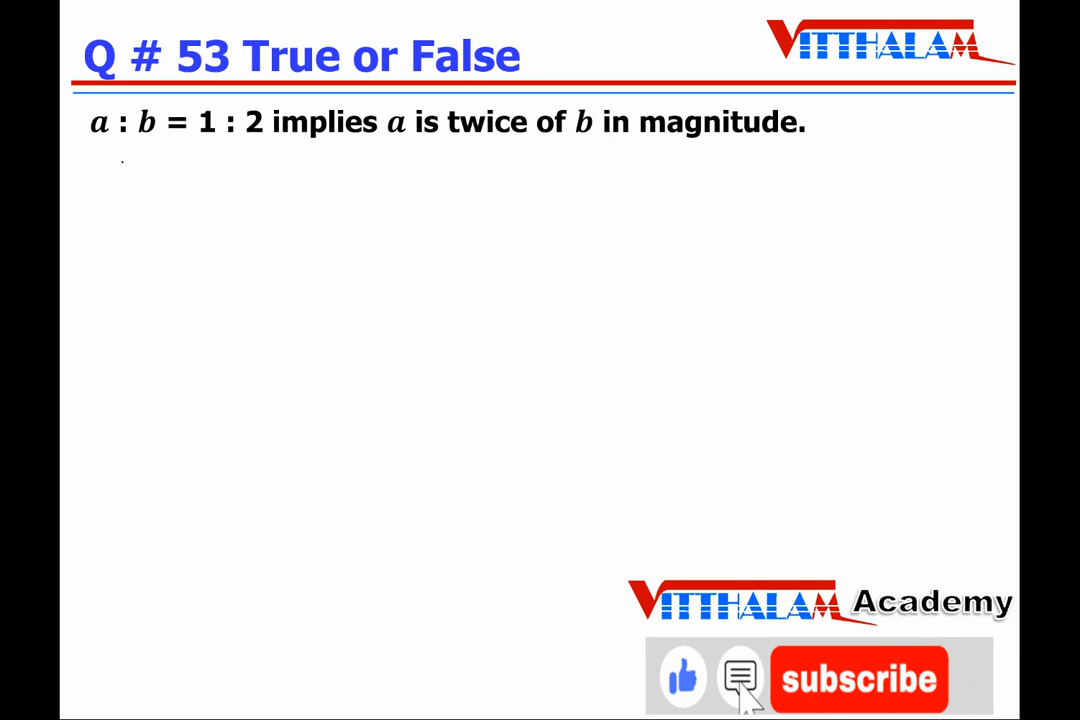 Q # 53 True or False
VITTHALAM
a : b = 1 : 2 implies a is twice of b in magnitude.
VITTHALAM Academy
subscribe